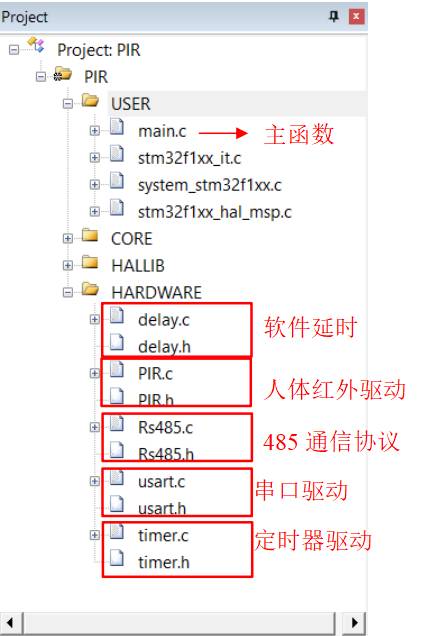 Project
Project: PIR
PIR
USER
main.c 主函数
stm32f1xx_it.c
system_stm32f1xx.c
stm32f1xx_hal_msp.c
CORE
HALLIB
HARDWARE
delay.c
软件延时
delay.h
PIR.c
人体红外驱动
PIR.h
Rs485.c
485 通信协议
Rs485.h
usart.c
串口驱动
usart.h
timer.c
定时器驱动
timer.h